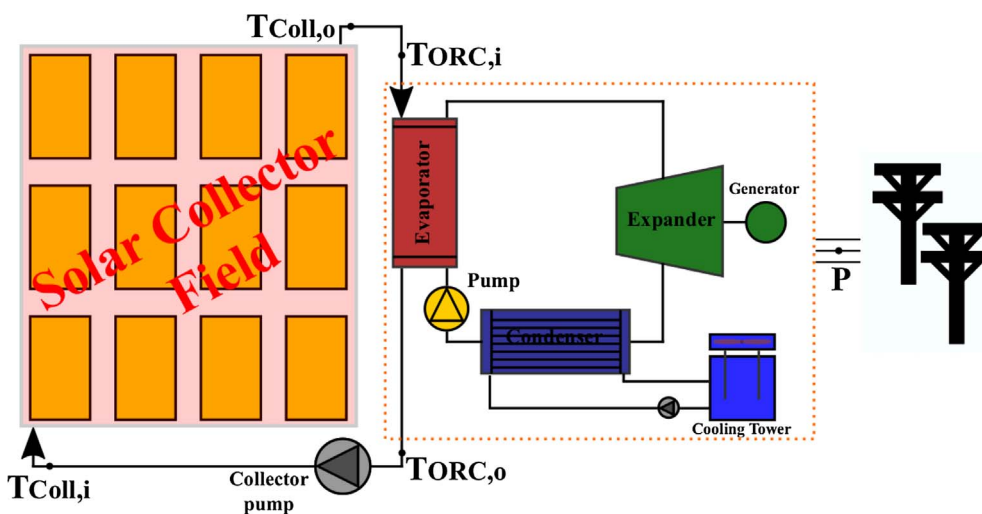 TColl,o
TORC,i
Solar Collector
Field
Evaporator
Expander
Generator
Pump
P
Condenser
Cooling Tower
TORC,o
Collector
pump
TColl,i